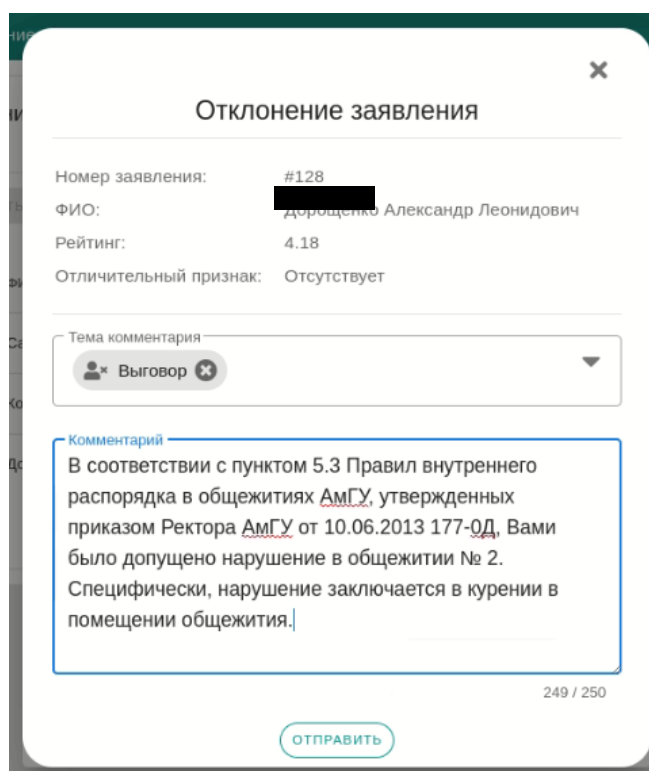 Отклонение заявления
Номер заявления: #128
ФИО: Александр Леонидович
Рейтинг: 4.18
Отличительный признак: Отсутствует
Тема комментария
Выговор
Комментарий
В соответствии с пунктом 5.3 Правил внутреннего
распорядка в общежитиях АмГУ, утвержденных
приказом Ректора АмГУ от 10.06.2013 177-0Д, Вами
было допущено нарушение в общежитии № 2.
Специфически, нарушение заключается в курении в
помещении общежития.
249 / 250
ОТПРАВИТЬ